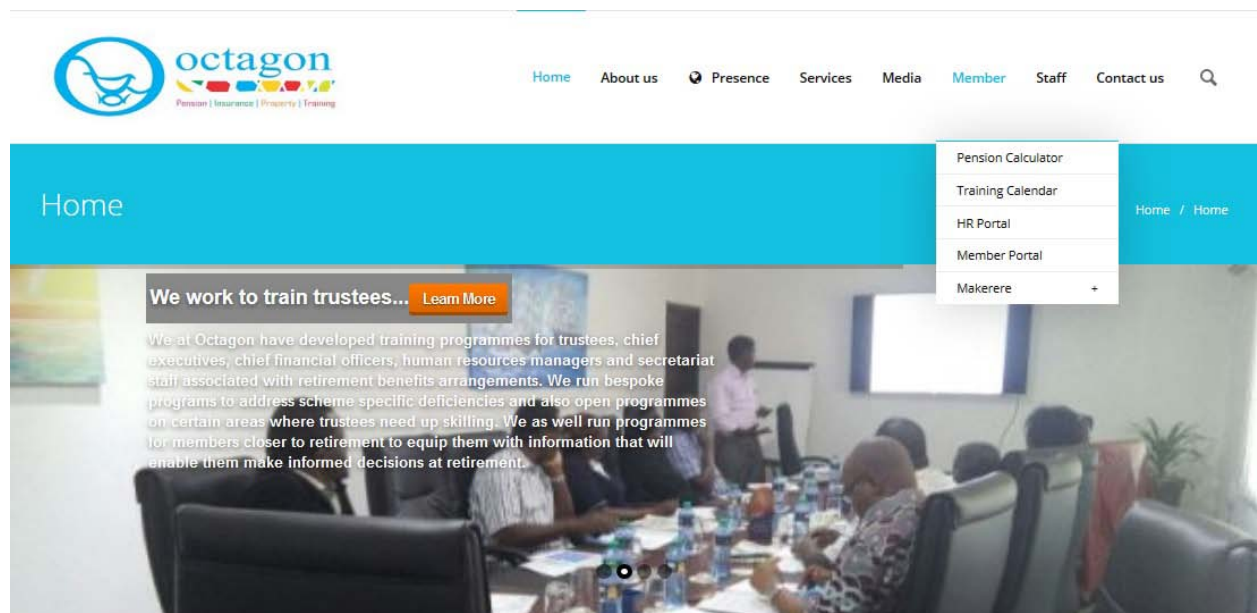 octagon
Pension | Insurance | Property | Training
Home
About us
Presence
Services
Media
Member
Staff
Contact us
Pension Calculator
Training Calendar
HR Portal
Member Portal
Makerere +
Home
Home / Home
We work to train trustees... Learn More
We at Octagon have developed training programmes for trustees, chief
executives, chief financial officers, human resources managers and secretariat
staff associated with retirement benefits arrangements. We run bespoke
programs to address scheme specific deficiencies and also open programmes
on certain areas where trustees need up skilling. We as well run programmes
for members closer to retirement to equip them with information that will
enable them make informed decisions at retirement.